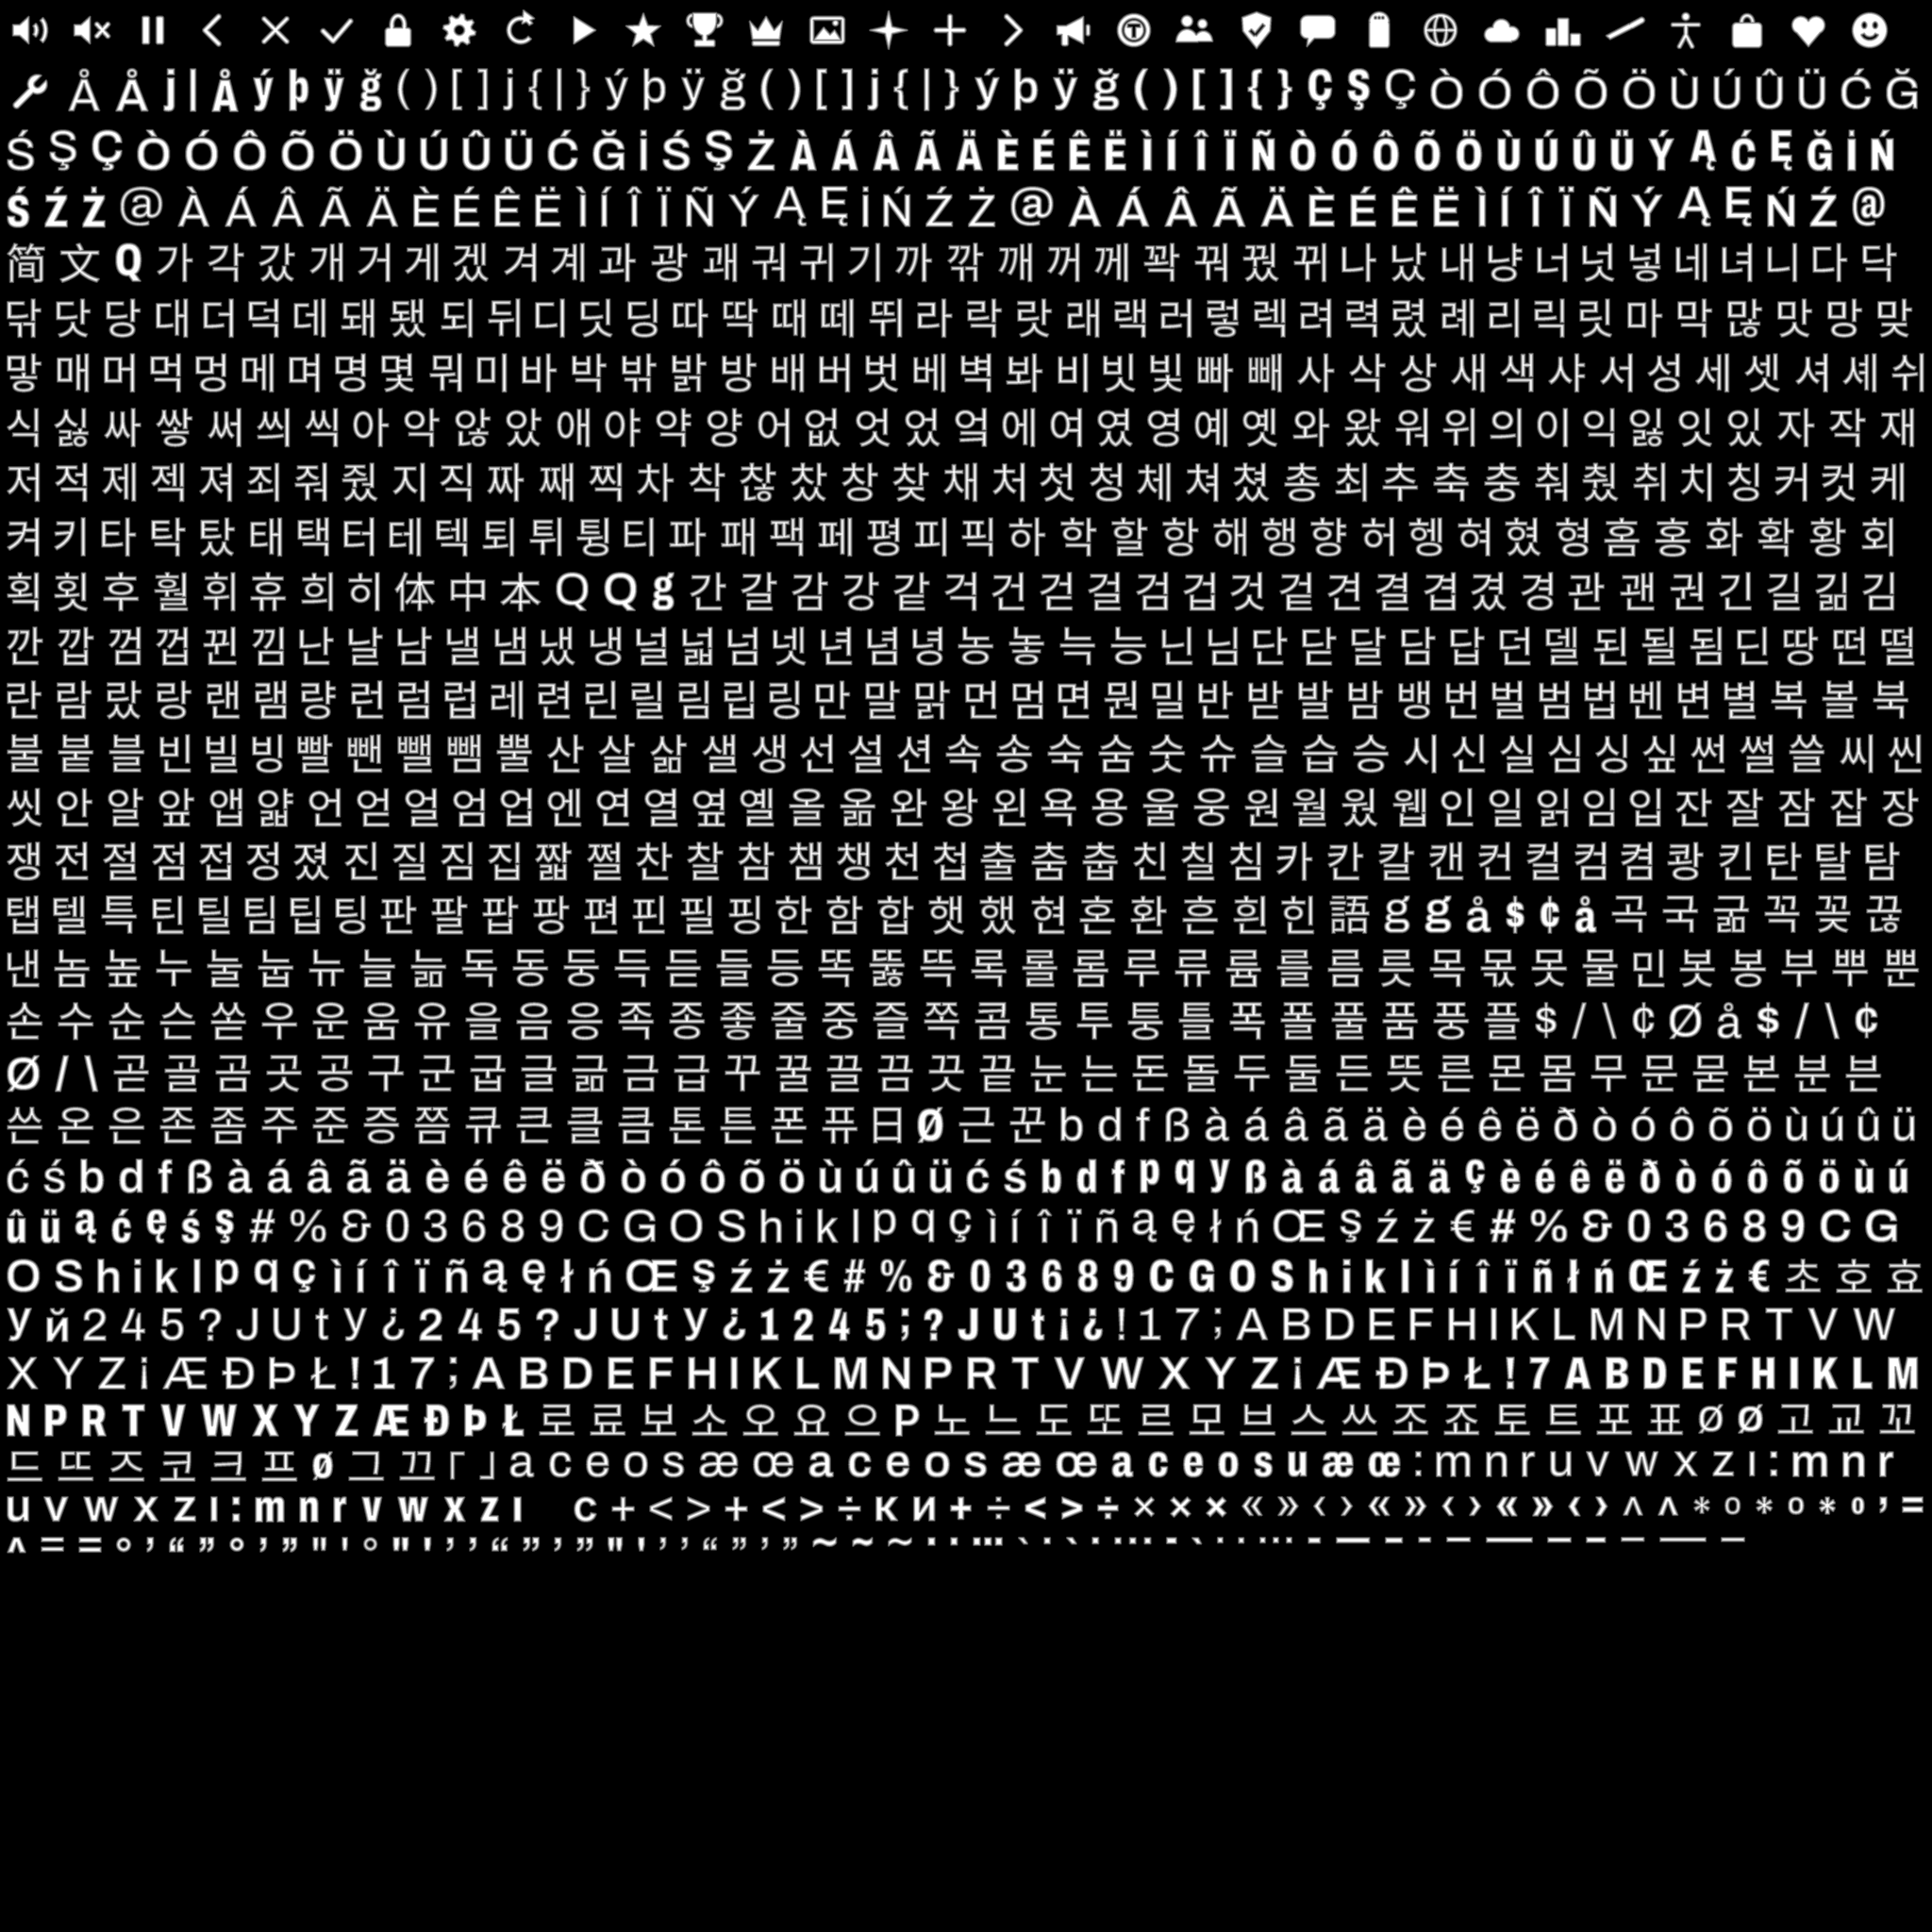 Å Å j | Å ý þ ÿ ğ ( ) [ ] j { | } ý þ ÿ ğ ( ) [ ] j { | } ý þ ÿ ğ ( ) [ ] { } Ç Ş Ç Ò Ó Ô Õ Ö Ù Ú Û Ü Ć Ğ
Ś Ş Ç Ò Ó Ô Õ Ö Ù Ú Û Ü Ć Ğ İ Ś Ş Ż À Á Â Ã Ä È É Ê Ë Ì Í Î Ï Ñ Ò Ó Ô Õ Ö Ù Ú Û Ü Ý Ą Ć Ę Ğ İ Ń
Ś Ź Ż @ À Á Â Ã Ä È É Ê Ë Ì Í Î Ï Ñ Ý Ą Ę İ Ń Ź Ż @ À Á Â Ã Ä È É Ê Ë Ì Í Î Ï Ñ Ý Ą Ę Ń Ź @
简 文 Q 가 각 갔 개 거 게 겠 겨 계 과 광 괘 궈 귀 기 까 깎 깨 꺼 께 꽉 꿔 꿨 뀌 나 났 내 냥 너 넛 넣 네 녀 니 다 닥
닦 닷 당 대 더 덕 데 돼 됐 되 뒤 디 딧 딩 따 딱 때 떼 뛰 라 락 랏 래 랙 러 렇 렉 려 력 렸 례 리 릭 릿 마 막 많 맛 망 맞
맣 매 머 먹 멍 메 며 명 몇 뭐 미 바 박 밖 밝 방 배 버 벗 베 벽 봐 비 빗 빛 빠 빼 사 삭 상 새 색 샤 서 성 세 셋 셔 셰 쉬
식 싫 싸 쌓 써 씌 씩 아 악 않 았 애 야 약 양 어 없 엇 었 엌 에 여 였 영 예 옛 와 왔 워 위 의 이 익 잃 잇 있 자 작 재
저 적 제 젝 져 죄 줘 줬 지 직 짜 째 찍 차 착 찮 찼 창 찾 채 처 첫 청 체 쳐 쳤 총 최 추 축 충 춰 췄 취 치 칭 커 컷 케
켜 키 타 탁 탔 태 택 터 테 텍 퇴 튀 튕 티 파 패 팩 페 평 피 픽 하 학 할 항 해 행 향 허 헹 혀 혔 형 홈 홍 화 확 황 회
획 횟 후 훨 휘 휴 희 히 体 中 本 Q Q g 간 갈 감 강 같 걱 건 걷 걸 검 겁 것 겉 견 결 겹 겼 경 관 괜 권 긴 길 긺 김
깐 깝 껌 껍 뀐 낌 난 날 남 낼 냄 냈 냉 널 넓 넘 넷 년 념 녕 농 놓 늑 능 닌 님 단 닫 달 담 답 던 델 된 될 됨 딘 땅 떤 떨
란 람 랐 랑 랜 램 량 런 럼 럽 레 련 린 릴 림 립 링 만 말 맑 먼 멈 면 뭔 밀 반 받 발 밤 뱅 번 벌 범 법 벤 변 별 복 볼 북
불 붙 블 빈 빌 빙 빨 뺀 뺄 뺌 뿔 산 살 삶 샐 생 선 설 션 속 송 숙 숨 숫 슈 슬 습 승 시 신 실 심 싱 싶 썬 썰 쓸 씨 씬
씻 안 알 앞 앱 얇 언 얻 얼 엄 업 엔 연 열 옆 옐 올 옮 완 왕 왼 욕 용 울 웅 원 월 웠 웹 인 일 읽 임 입 잔 잘 잠 잡 장
쟁 전 절 점 접 정 졌 진 질 짐 집 짧 쩔 찬 찰 참 챔 챙 천 첩 출 춤 춥 친 칠 침 카 칸 칼 캔 컨 컬 컴 켬 쾅 킨 탄 탈 탐
탭 텔 특 틴 틸 팀 팁 팅 판 팔 팝 팡 편 핀 필 핑 한 함 합 햇 했 현 혼 환 흔 흰 힌 語 g g å $ ¢ å 곡 국 굶 꼭 꽃 끊
낸 놈 높 누 눌 눕 뉴 늘 늚 독 동 둥 득 듣 들 등 똑 뚫 뜩 록 롤 롬 루 류 륨 를 름 릇 목 몫 못 물 민 봇 봉 부 뿌 뿐
손 수 순 슨 쏟 우 운 움 유 을 음 응 족 종 좋 줄 중 즐 쪽 콤 통 투 퉁 틀 폭 폴 풀 품 풍 플 $ / \ ¢ Ø å $ / \ ¢
Ø / \ 곧 골 곰 곳 공 구 군 굽 글 긂 금 급 꾸 꿀 끌 끔 끗 끝 눈 는 돈 돌 두 둘 든 뜻 른 몬 몸 무 문 묻 본 분 븐
쓴 온 은 존 좀 주 준 증 쯤 큐 큰 클 큼 톤 튼 폰 퓨 日 Ø 근 꾼 b d f ß à á â ã ä è é ê ë ð ò ó ô õ ö ù ú û ü
ć ś b d f ß à á â ã ä è é ê ë ð ò ó ô õ ö ù ú û ü ć ś b d f p q y ß à á â ã ä ç è é ê ë ð ò ó ô õ ö ù ú
û ü ą ć ę ś ş # % & 0 3 6 8 9 C G O S h i k l p q ç ì í î ï ñ ą ę ł ń Œ ş ź ż € # % & 0 3 6 8 9 C G
O S h i k l p q ç ì í î ï ñ ą ę ł ń Œ ş ź ż € # % & 0 3 6 8 9 C G O S h i k l ì í î ï ñ ł ń Œ ź ż € 초 호 효
y й 2 4 5 ? J U t y ¿ 2 4 5 ? J U t y ¿ 1 2 4 5 ; ? J U t ¡ ¿ ! 1 7 ; A B D E F H I K L M N P R T V W
X Y Z ¡ Æ Ð Þ Ł ! 1 7 ; A B D E F H I K L M N P R T V W X Y Z ¡ Æ Ð Þ Ł ! 7 A B D E F H I K L M
N P R T V W X Y Z Æ Ð Þ Ł 로 료 보 소 오 요 으 Р 노 느 도 또 르 모 브 스 쓰 조 죠 토 트 포 표 ø ø 고 교 꼬
드 뜨 즈 코 크 프 ø 그 끄 「 」 a c e o s æ œ a c e o s æ œ a c e o s u æ œ : m n r u v w x z ı : m n r
u v w x z ı : m n r v w x z ı с + < > + < > ÷ к и + ÷ < > ÷ × × × « » ‹ › « » ‹ › « » ‹ › ^ ^ * º * º * º ’ =
^ = = ° ’ “ ” ° ’ ” " ' ° " ' ’ ’ “ ” ’ ” " ' ’ ’ “ ” ’ ” ~ ~ ~